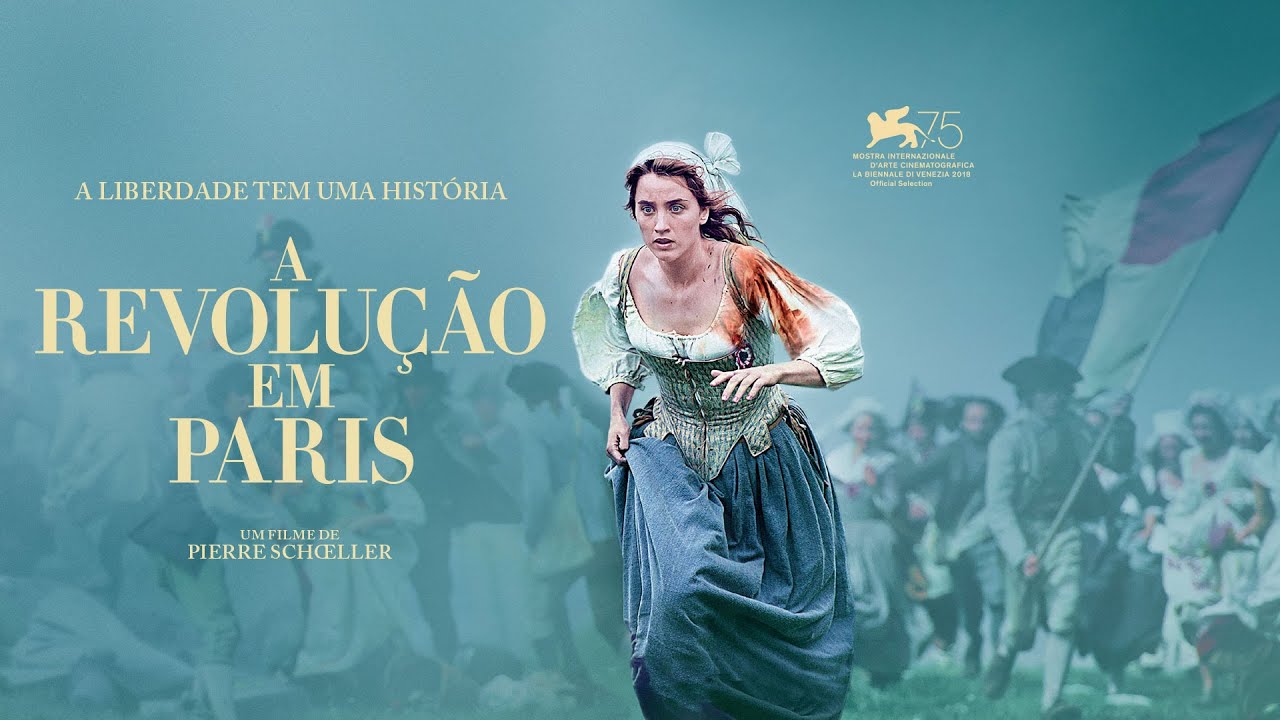 A LIBERDADE TEM UMA HISTÓRIA
A
REVOLUÇÃO
EM
PARIS
UM FILME DE
PIERRE SCHŒLLER
75
MOSTRA INTERNAZIONALE
D'ARTE CINEMATOGRAFICA
LA BIENNALE DI VENEZIA 2018
Official Selection